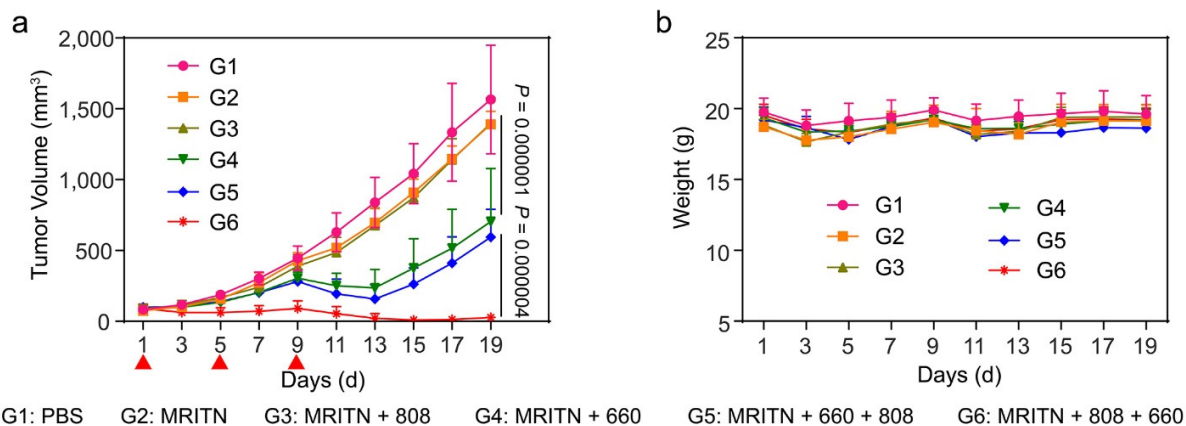 a
Tumor Volume (mm³)
2,000
1,500
1,000
500
0
G1
G2
G3
G4
G5
G6
P = 0.000001
P = 0.000004
1 3 5 7 9 11 13 15 17 19
Days (d)
b
Weight (g)
25
20
15
10
5
G1 G4
G2 G5
G3 G6
1 3 5 7 9 11 13 15 17 19
Days (d)
G1: PBS G2: MRITN G3: MRITN + 808 G4: MRITN + 660 G5: MRITN + 660 + 808 G6: MRITN + 808 + 660